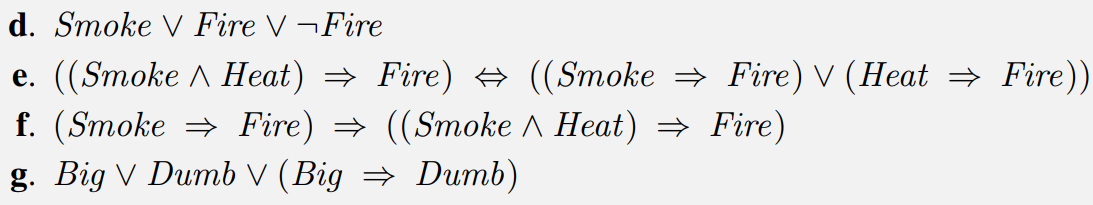 d. Smoke ∨ Fire ∨ ¬Fire
e. ((Smoke ∧ Heat) ⇒ Fire) ⇔ ((Smoke ⇒ Fire) ∨ (Heat ⇒ Fire))
f. (Smoke ⇒ Fire) ⇒ ((Smoke ∧ Heat) ⇒ Fire)
g. Big ∨ Dumb ∨ (Big ⇒ Dumb)